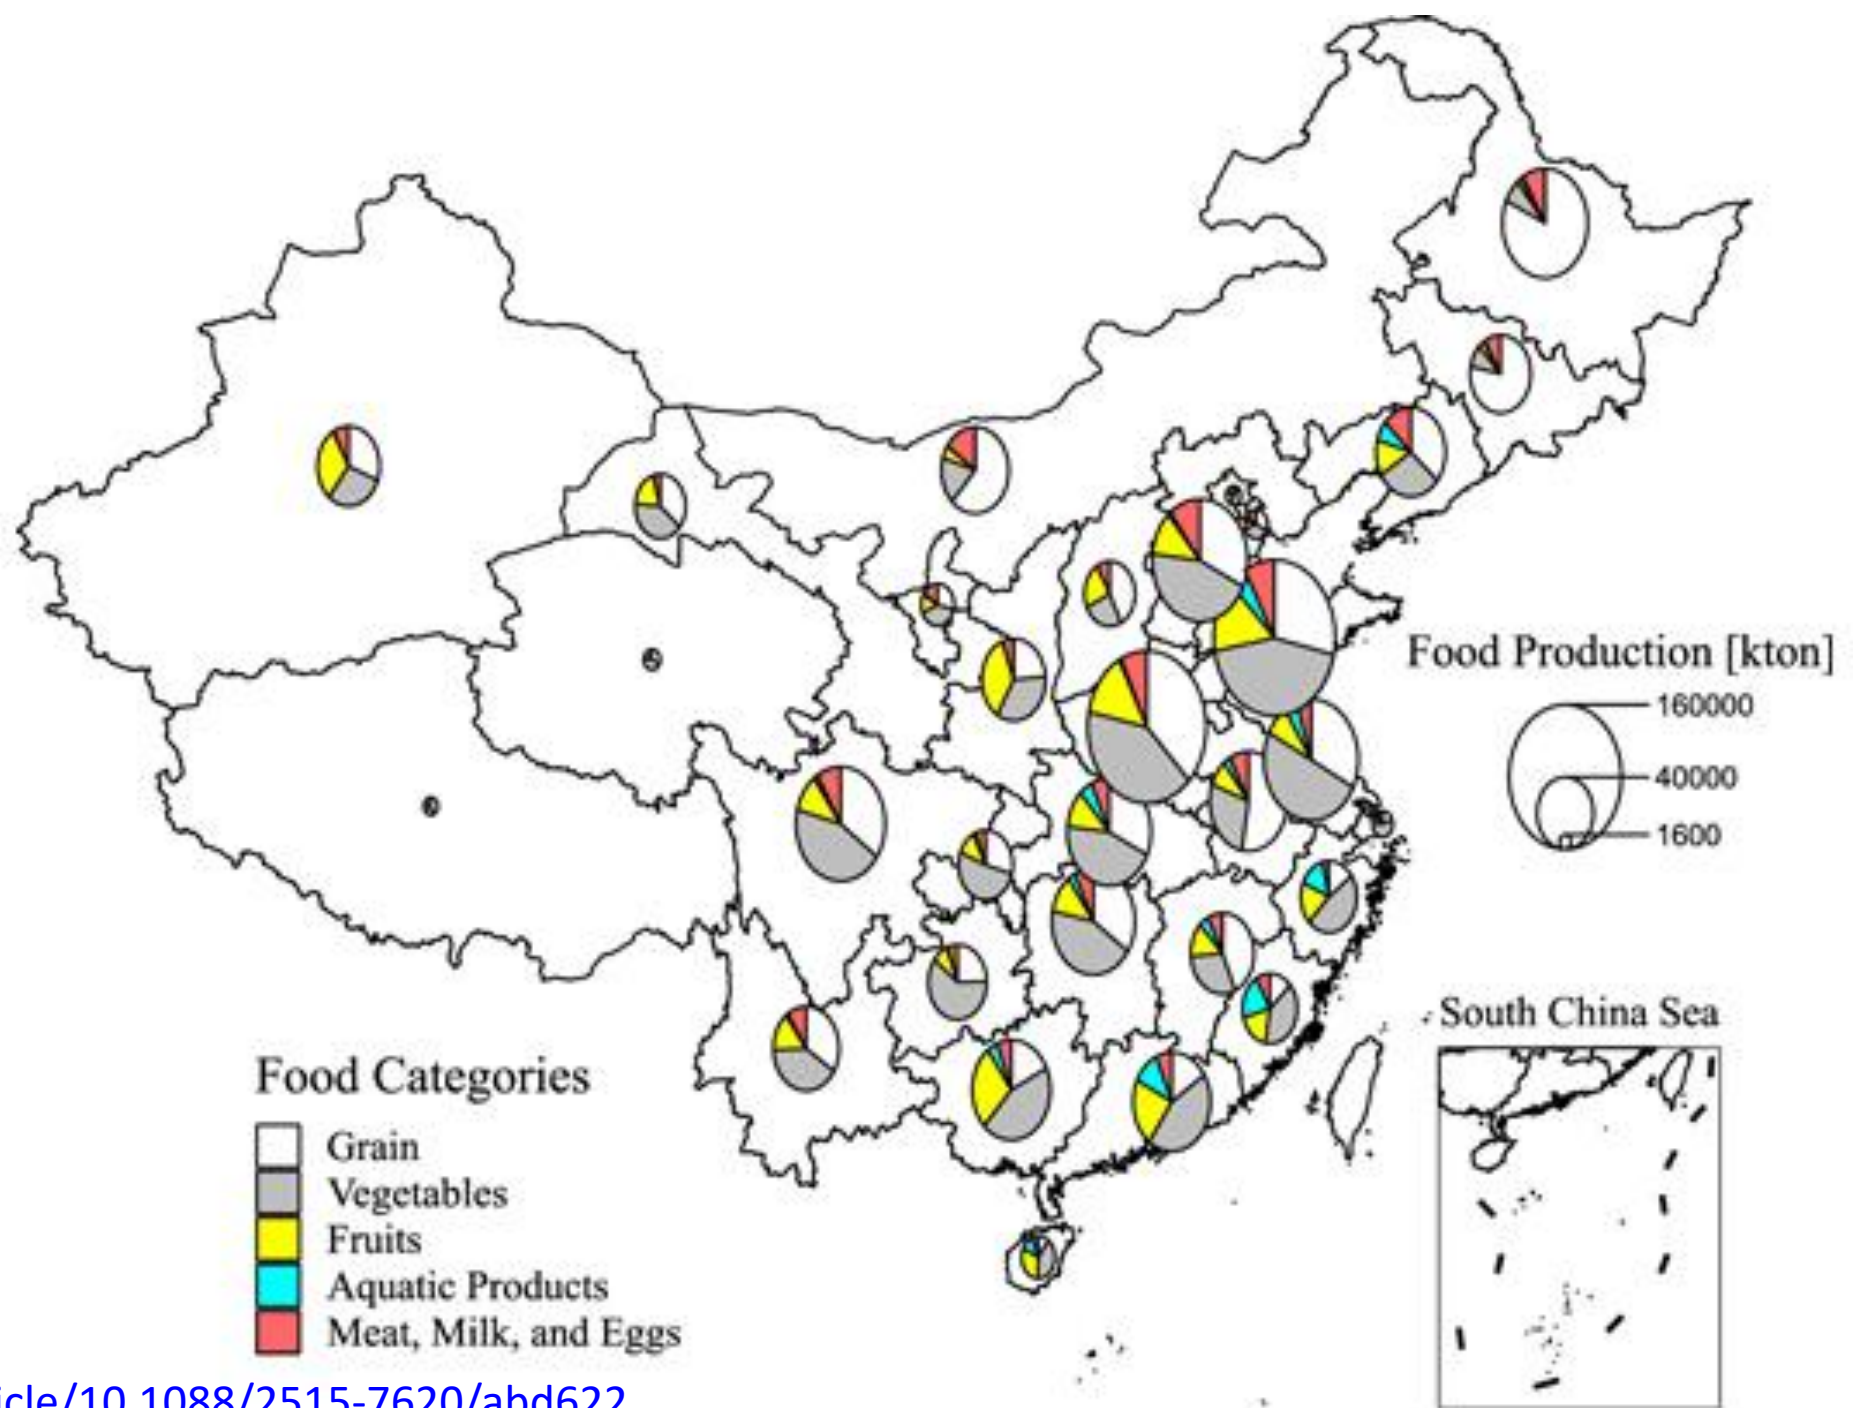 Food Production [kton]
160000
40000
1600
South China Sea
Food Categories
Grain
Vegetables
Fruits
Aquatic Products
Meat, Milk, and Eggs
icle/10.1088/2515-7620/abd622